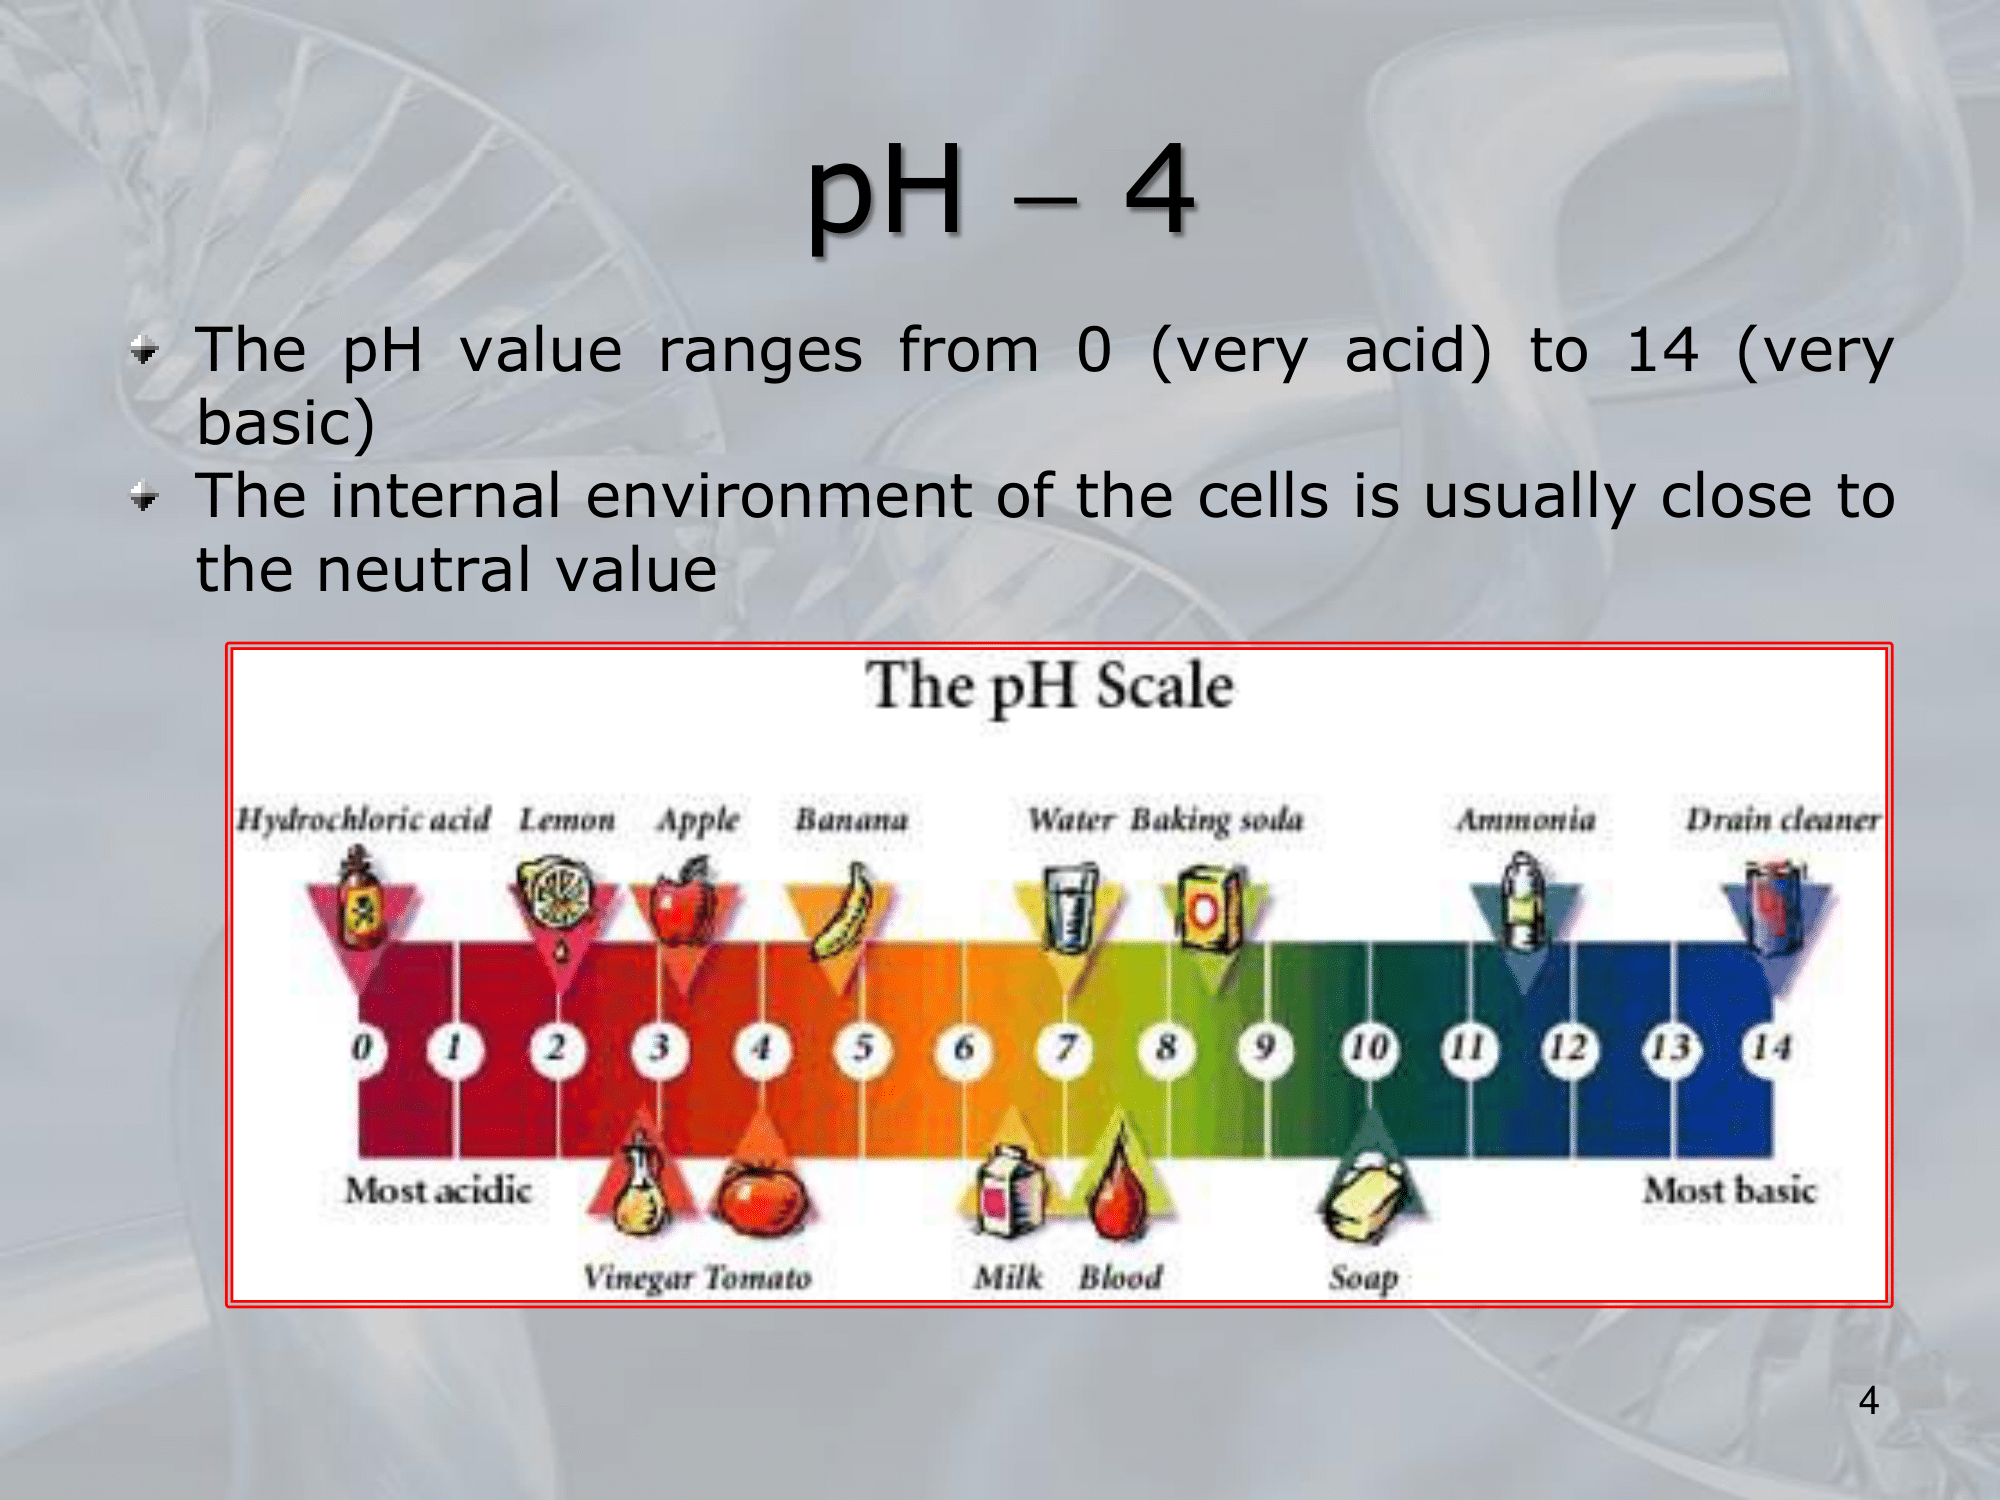 pH – 4
The pH value ranges from 0 (very acid) to 14 (very
basic)
The internal environment of the cells is usually close to
the neutral value
The pH Scale
Hydrochloric acid Lemon Apple Banana Water Baking soda Ammonia Drain cleaner
0 1 2 3 4 5 6 7 8 9 10 11 12 13 14
Most acidic Most basic
Vinegar Tomato Milk Blood Soap
4